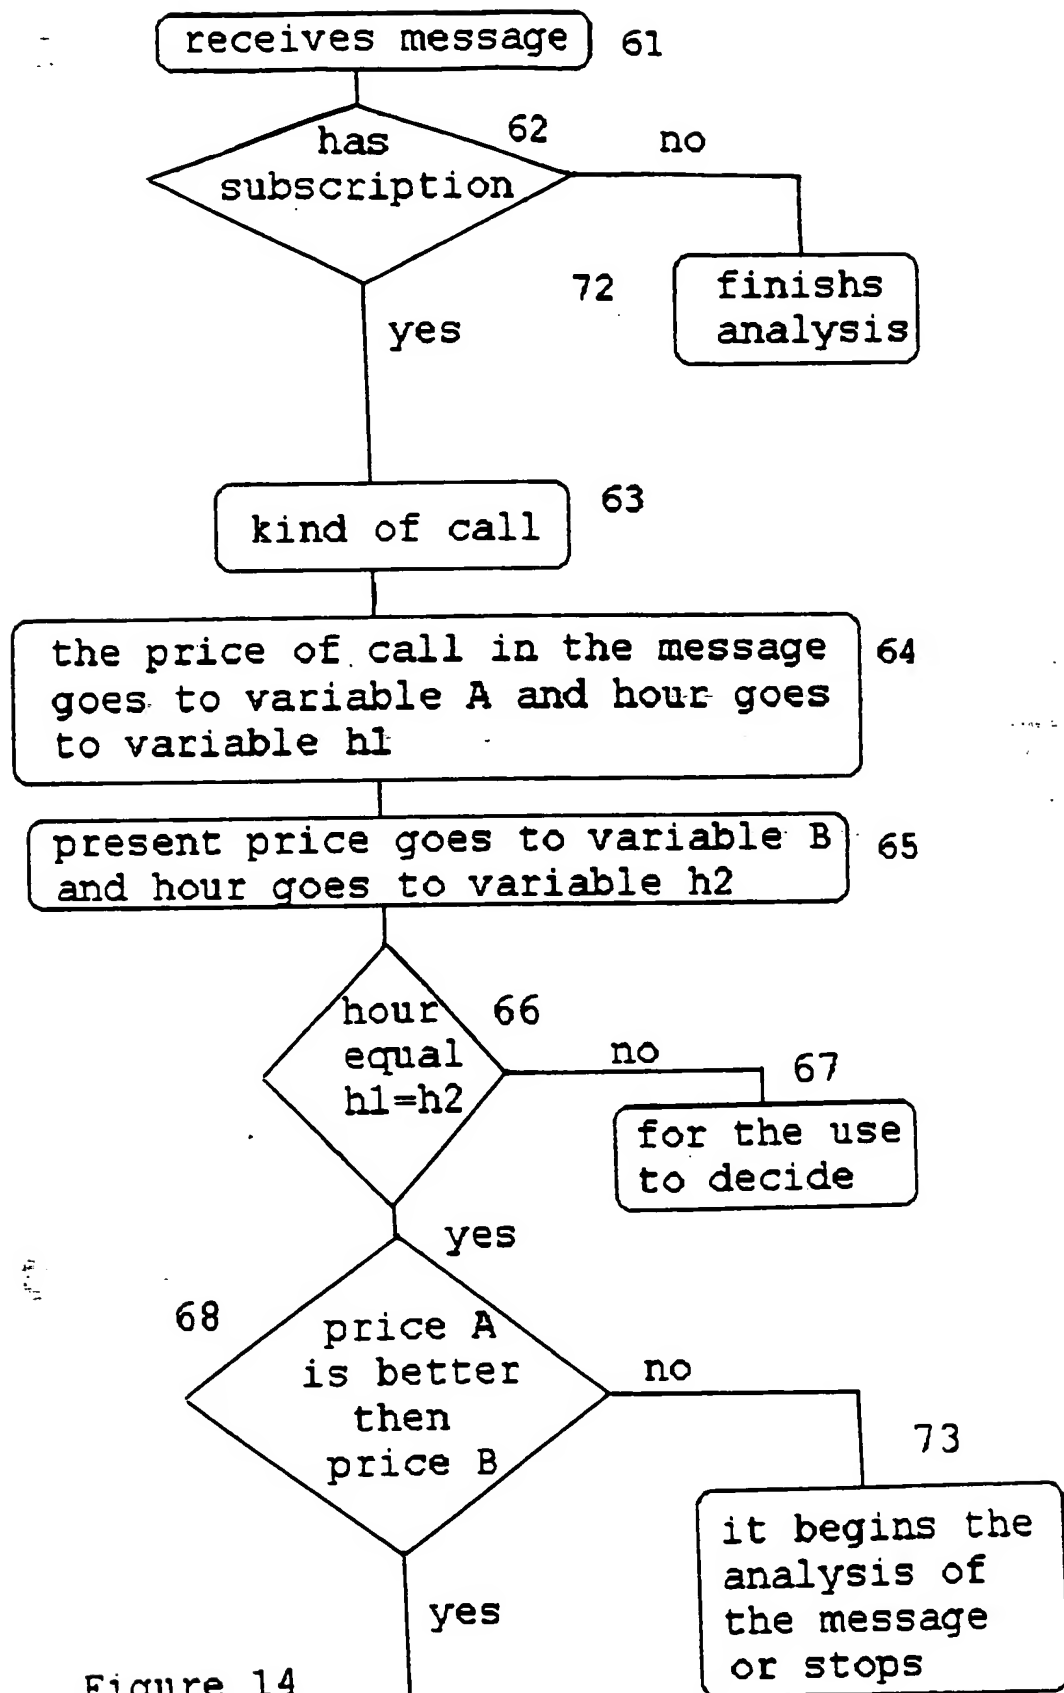 receives message 61
has 62
subscription
no
72
finishs
analysis
yes
63
kind of call
the price of call in the message
goes to variable A and hour goes
to variable h1
64
present price goes to variable B
and hour goes to variable h2
65
hour
equal
h1=h2
66
no
67
for the use
to decide
yes
68
price A
is better
then
price B
no
73
it begins the
analysis of
the message
or stops
yes
Figure 14